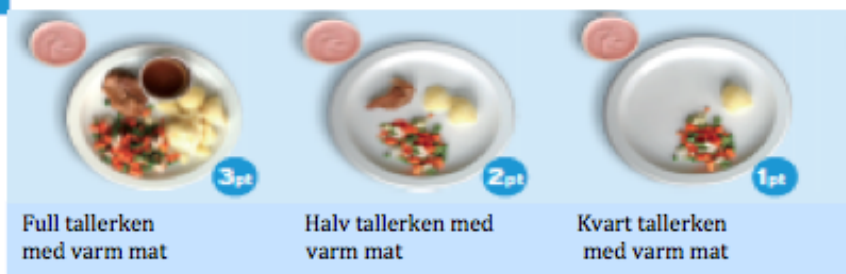 3pt
2pt
1pt
Full tallerken
med varm mat
Halv tallerken med
varm mat
Kvart tallerken
med varm mat